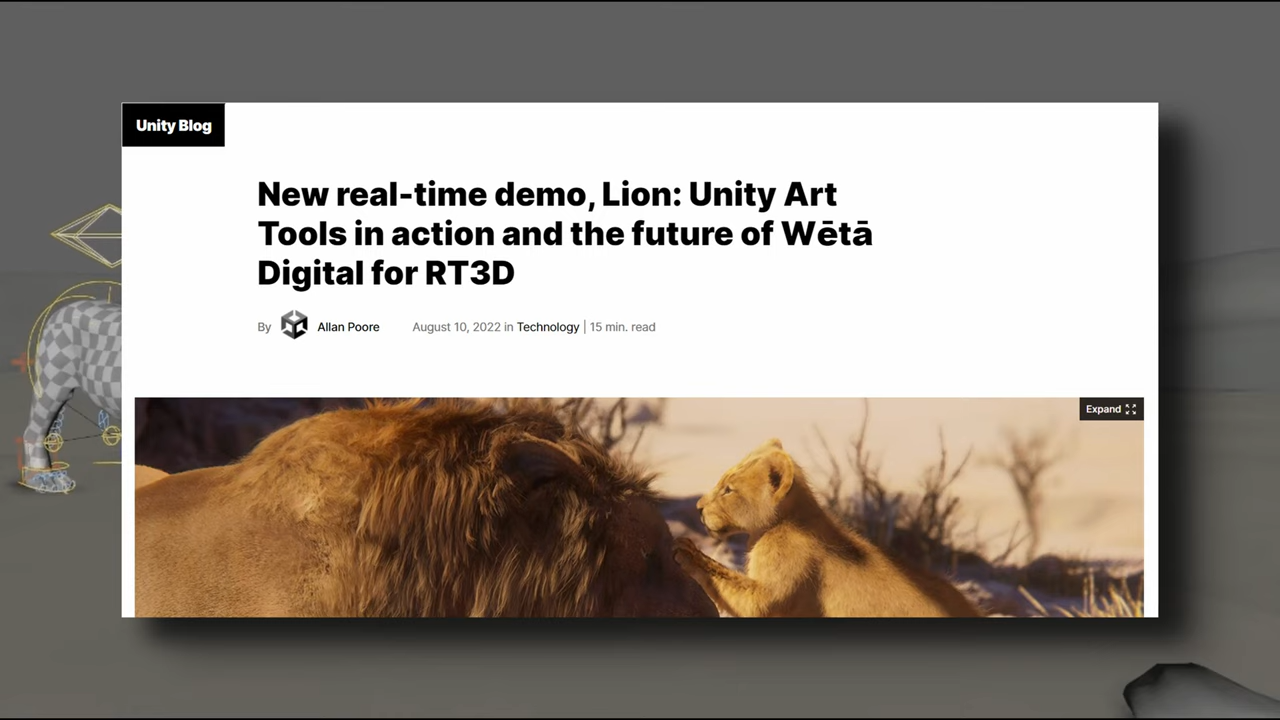 Unity Blog
New real-time demo, Lion: Unity Art
Tools in action and the future of Wētā
Digital for RT3D
By Allan Poore August 10, 2022 in Technology | 15 min. read
Expand